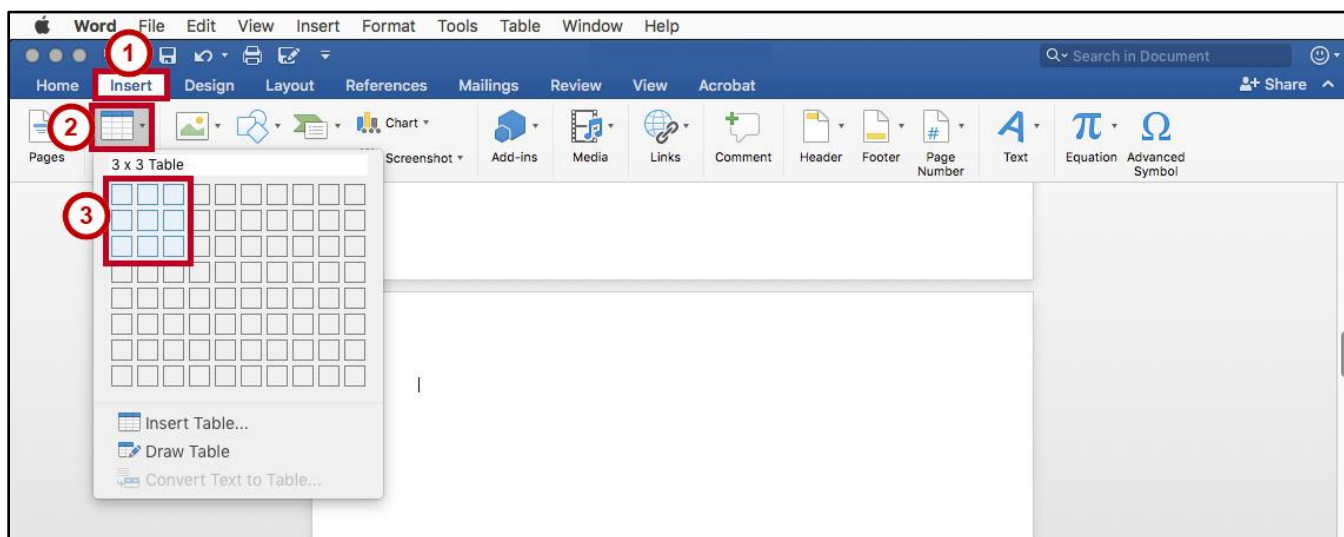 Word File Edit View Insert Format Tools Table Window Help
1
Search in Document
Home Insert Design Layout References Mailings Review View Acrobat Share
2
Chart
Pages Screenshot Add-ins Media Links Comment Header Footer Page Number Text Equation Advanced Symbol
#
A π Ω
3 x 3 Table
3
Insert Table...
Draw Table
Convert Text to Table...